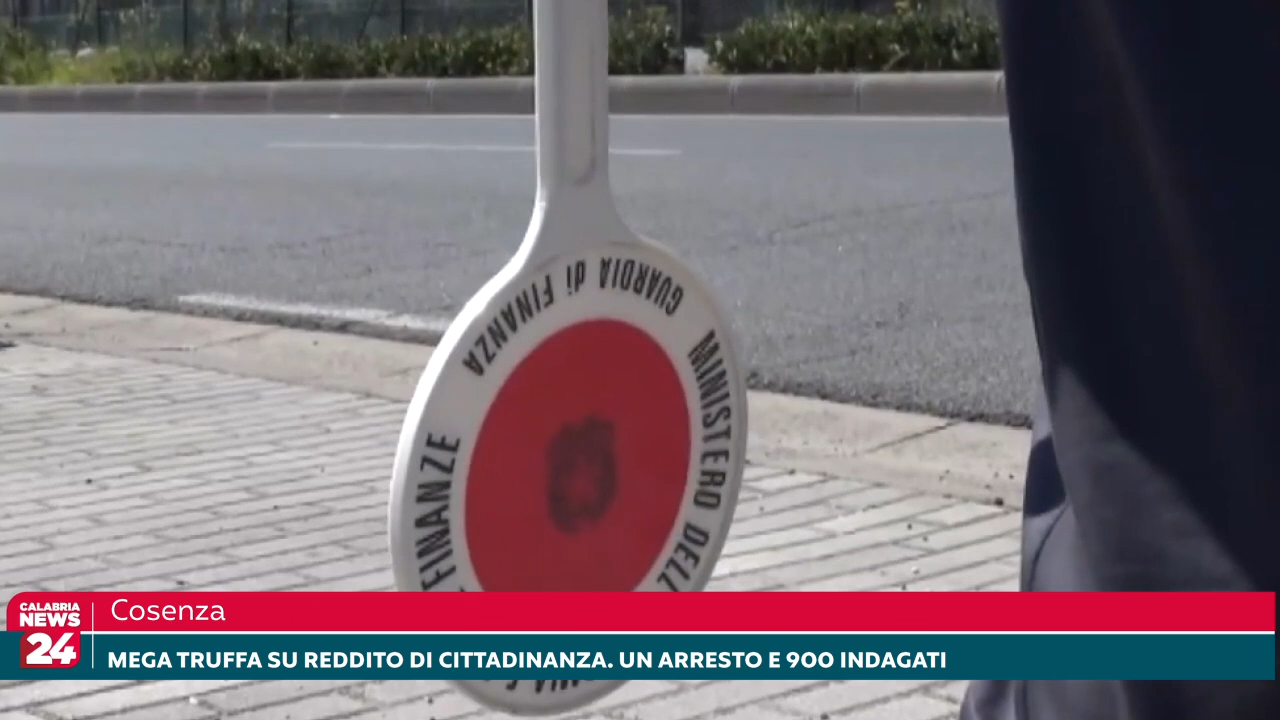 GUARDIA di FINANZA
MINISTERO DELL
FINANZE
CALABRIA
NEWS
24
Cosenza
MEGA TRUFFA SU REDDITO DI CITTADINANZA. UN ARRESTO E 900 INDAGATI